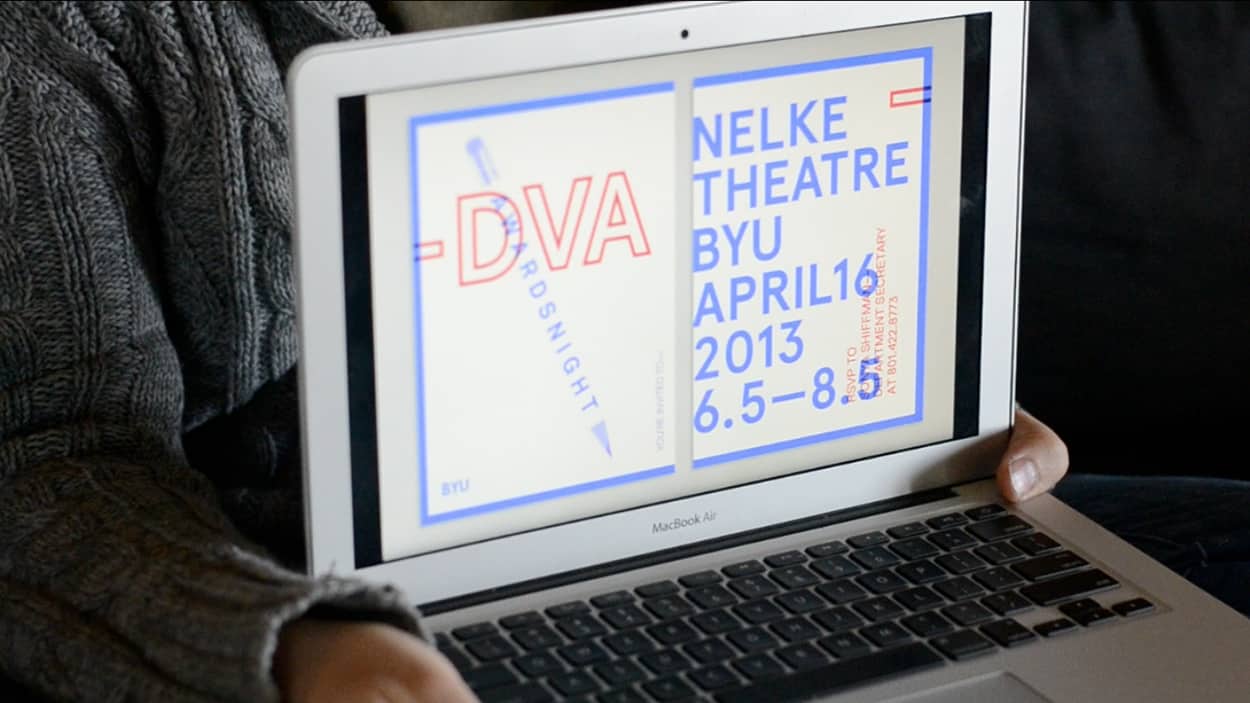 -DVA
AWARDSNIGHT
YOU'RE INVITED TO—
BYU
NELKE
THEATRE
BYU
APRIL16
2013
6.5—8.5
RSVP TO
SHIFFMAN
DEPARTMENT SECRETARY
AT 801.422.8773
MacBook Air